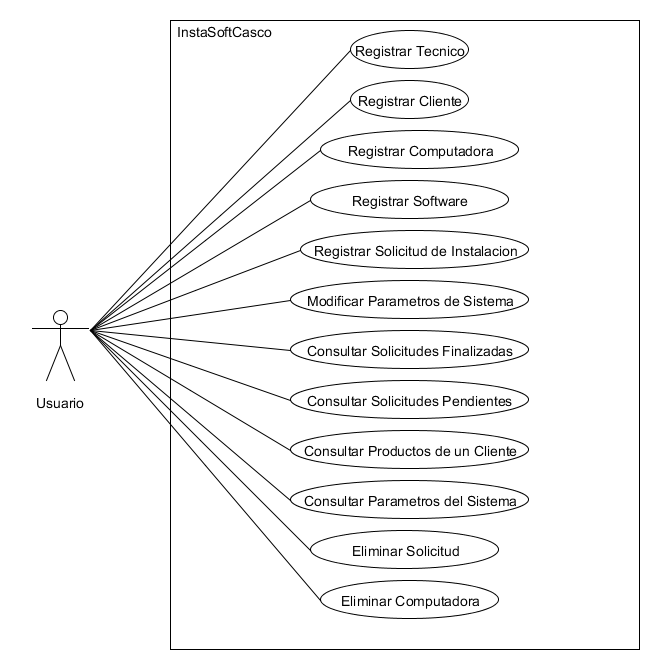 InstaSoftCasco
Registrar Tecnico
Registrar Cliente
Registrar Computadora
Registrar Software
Registrar Solicitud de Instalacion
Modificar Parametros de Sistema
Consultar Solicitudes Finalizadas
Consultar Solicitudes Pendientes
Consultar Productos de un Cliente
Consultar Parametros del Sistema
Eliminar Solicitud
Eliminar Computadora
Usuario